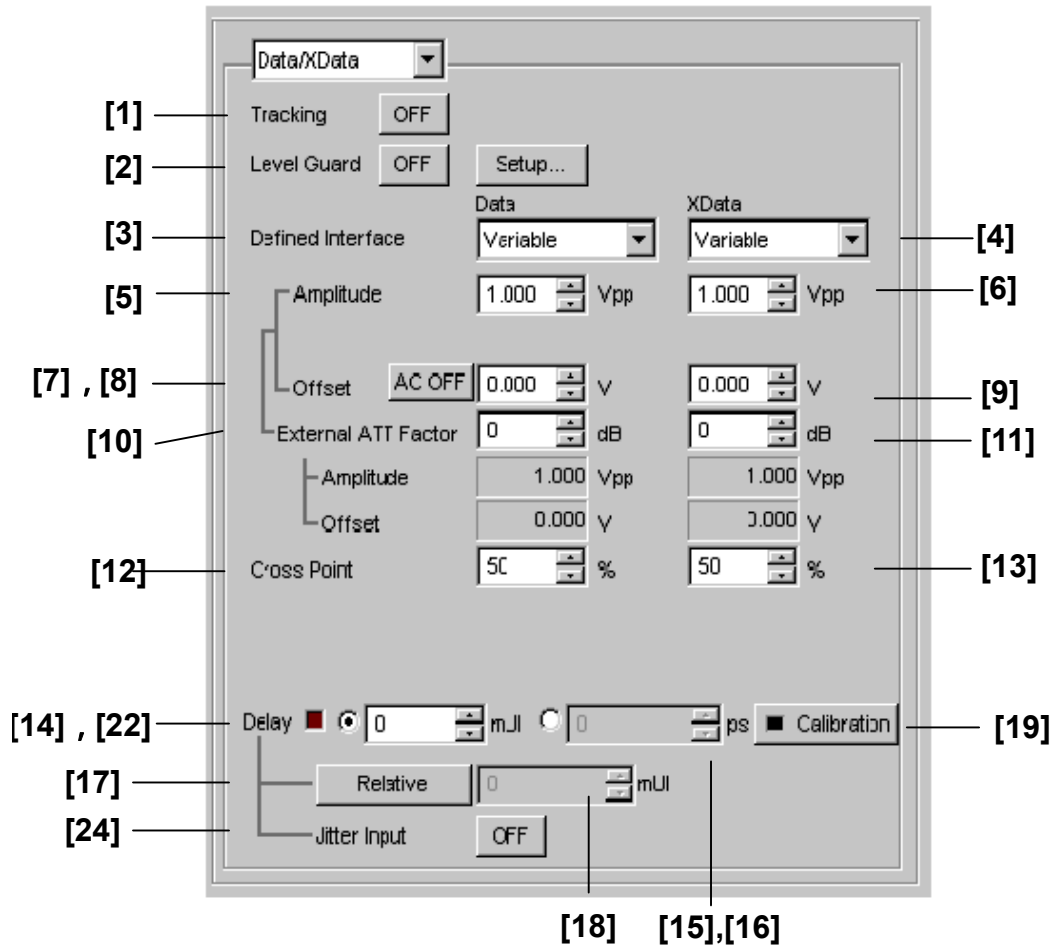 Data/XData
[1] Tracking OFF
[2] Level Guard OFF Setup...
Data XData
[3] Defined Interface Variable Variable [4]
[5] Amplitude 1.000 Vpp 1.000 Vpp [6]
[7] , [8] Offset AC OFF 0.000 V 0.000 V [9]
[10] External ATT Factor 0 dB 0 dB [11]
Amplitude 1.000 Vpp 1.000 Vpp
Offset 0.000 V 0.000 V
[12] Cross Point 50 % 50 % [13]
[14] , [22] Delay 0 mUI 0 ps Calibration [19]
[17] Relative 0 mUI
[24] Jitter Input OFF
[18] [15],[16]